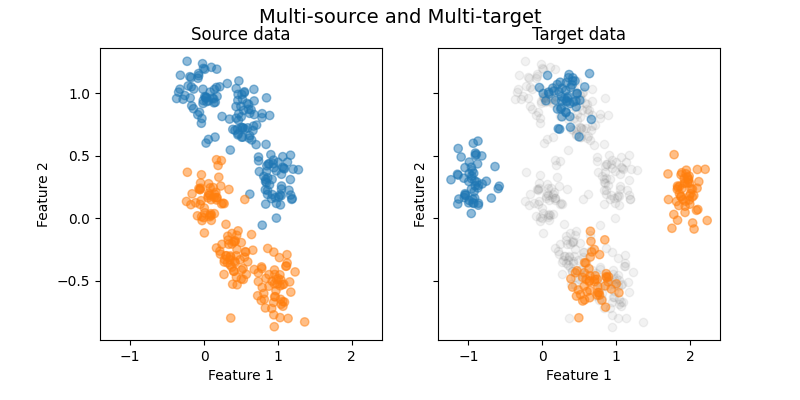 Multi-source and Multi-target
Source data
Target data
Feature 2
1.0
0.5
0.0
−0.5
−1
0
1
2
Feature 1
Feature 2
−1
0
1
2
Feature 1